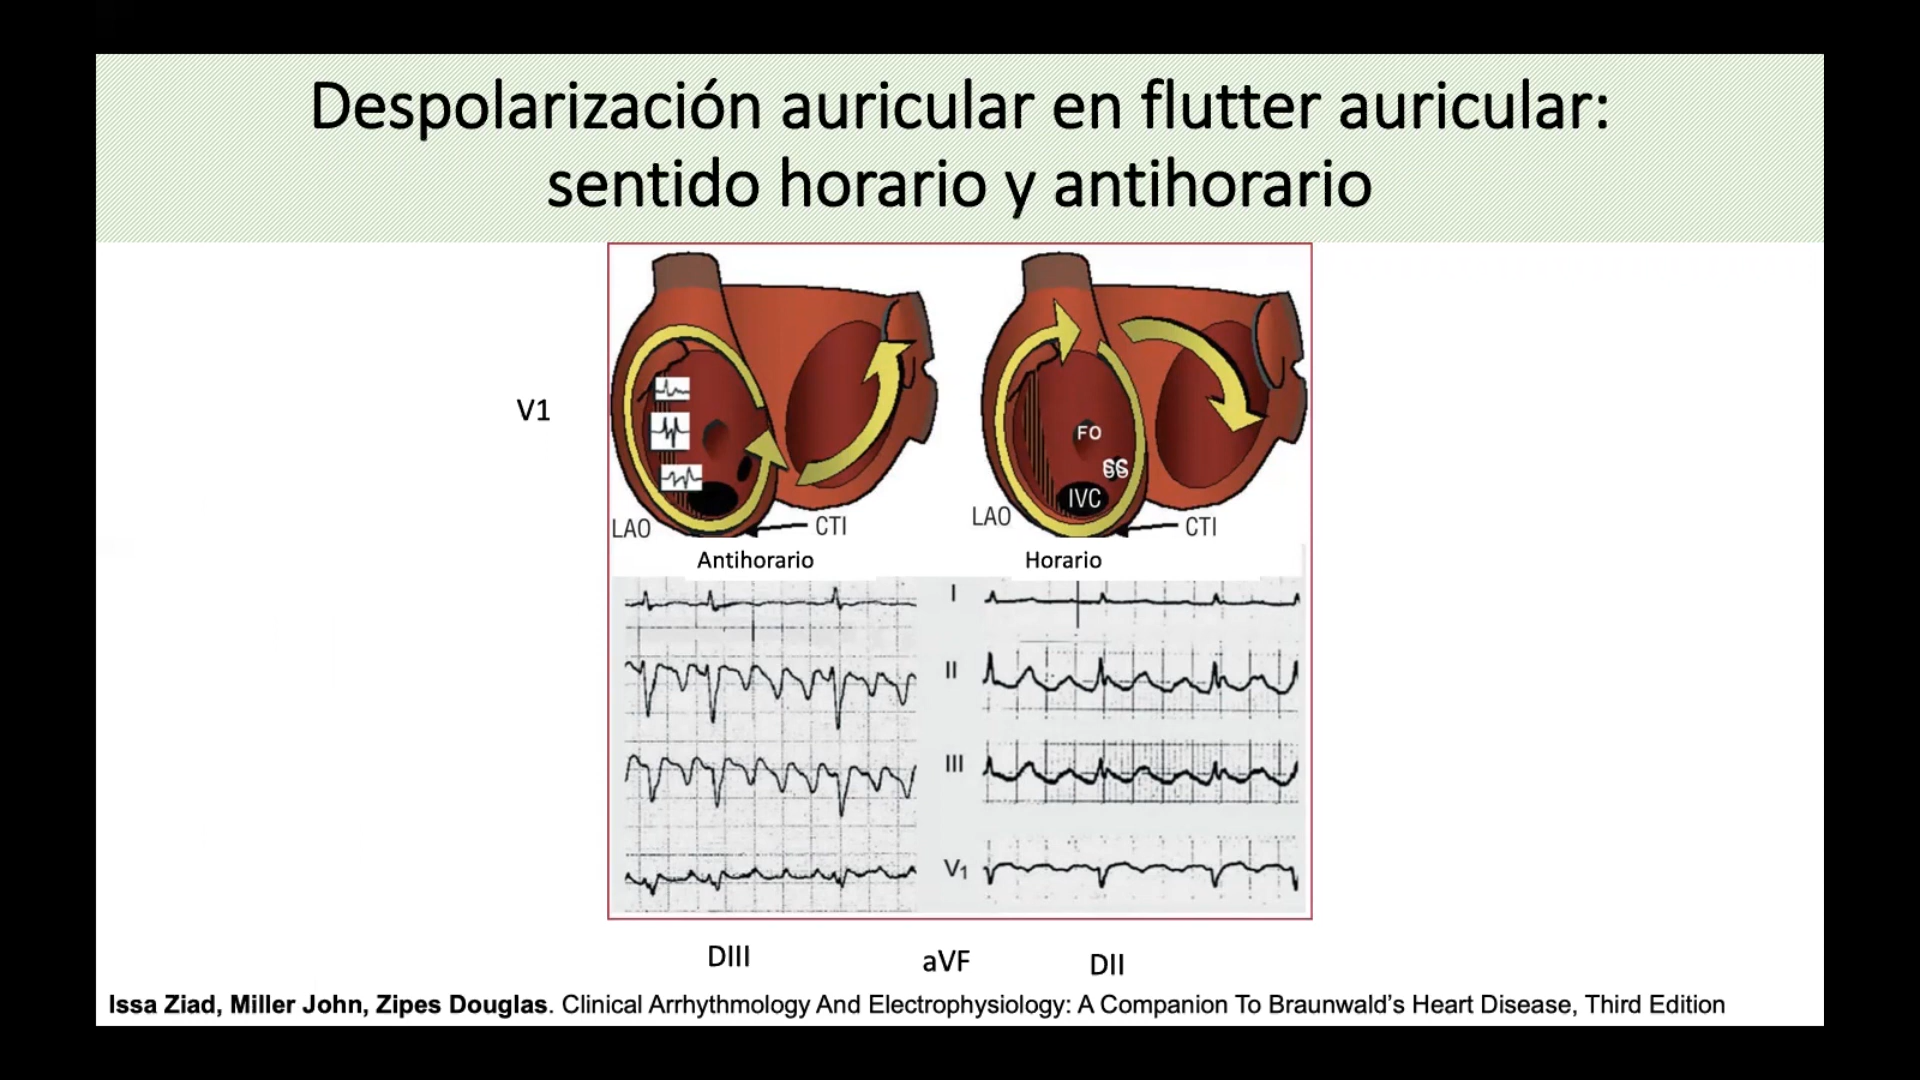 Despolarización auricular en flutter auricular:
sentido horario y antihorario
V1
FO
IVC
LAO
CTI
LAO
CTI
Antihorario
Horario
I
II
III
V1
DIII
aVF
DII
Issa Ziad, Miller John, Zipes Douglas. Clinical Arrhythmology And Electrophysiology: A Companion To Braunwald’s Heart Disease, Third Edition